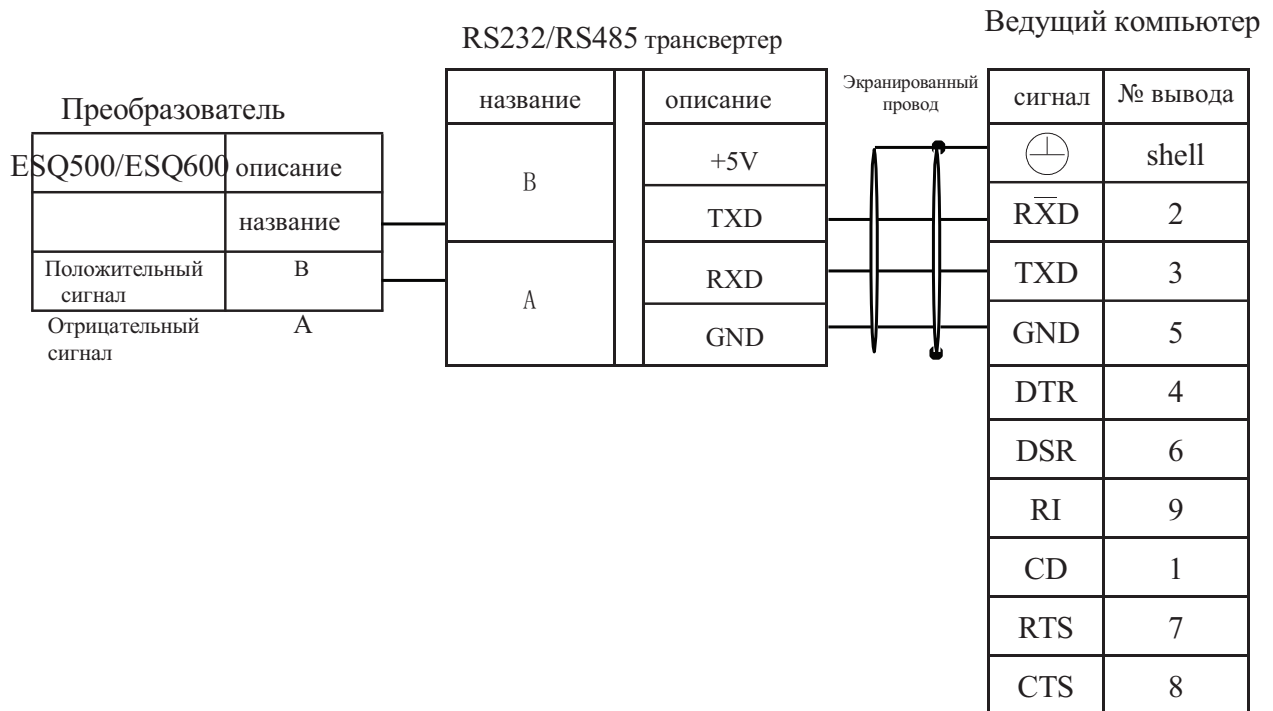 Ведущий компьютер
RS232/RS485 трансвертер
Преобразователь
ESQ500/ESQ600 описание
название
Положительный B
сигнал
Отрицательный A
сигнал
название описание
B +5V
TXD
A RXD
GND
Экранированный
провод
сигнал № вывода
shell
RXD 2
TXD 3
GND 5
DTR 4
DSR 6
RI 9
CD 1
RTS 7
CTS 8